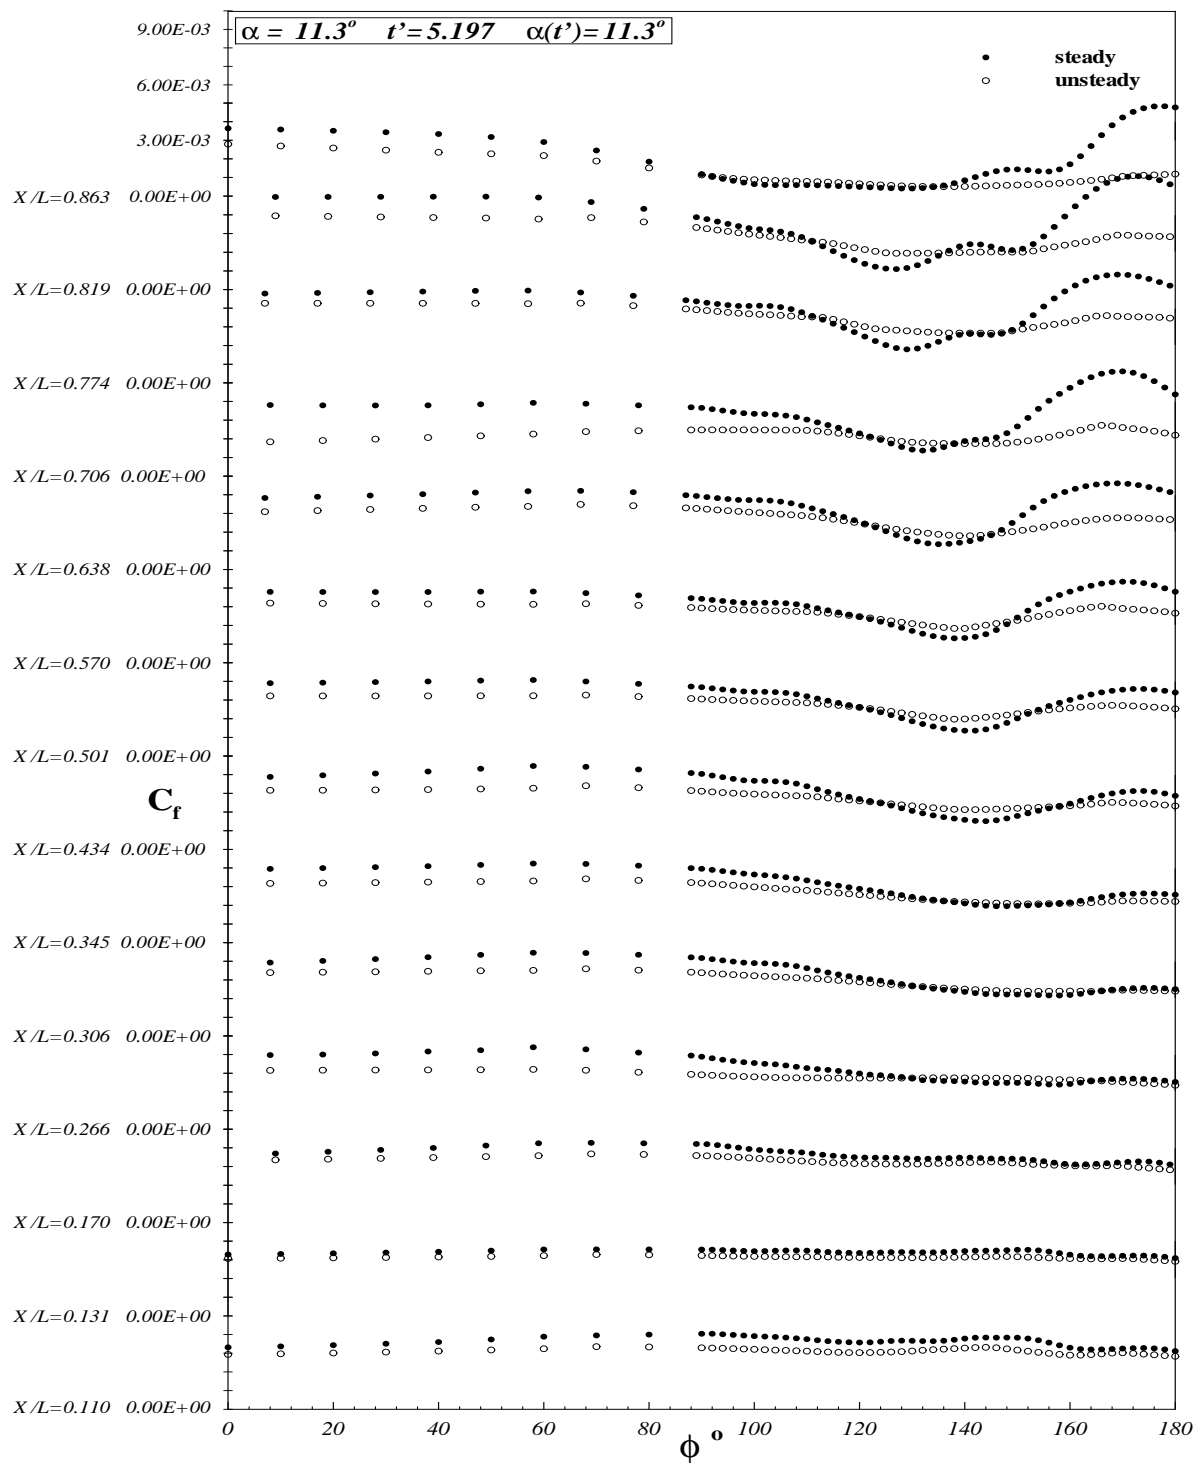 9.00E-03
α = 11.3° t'=5.197 α(t')=11.3°
steady
6.00E-03
unsteady
3.00E-03
X/L=0.863 0.00E+00
X/L=0.819 0.00E+00
X/L=0.774 0.00E+00
X/L=0.706 0.00E+00
X/L=0.638 0.00E+00
X/L=0.570 0.00E+00
X/L=0.501 0.00E+00
Cf
X/L=0.434 0.00E+00
X/L=0.345 0.00E+00
X/L=0.306 0.00E+00
X/L=0.266 0.00E+00
X/L=0.170 0.00E+00
X/L=0.131 0.00E+00
X/L=0.110 0.00E+00
0 20 40 60 80 100 120 140 160 180
ϕ °